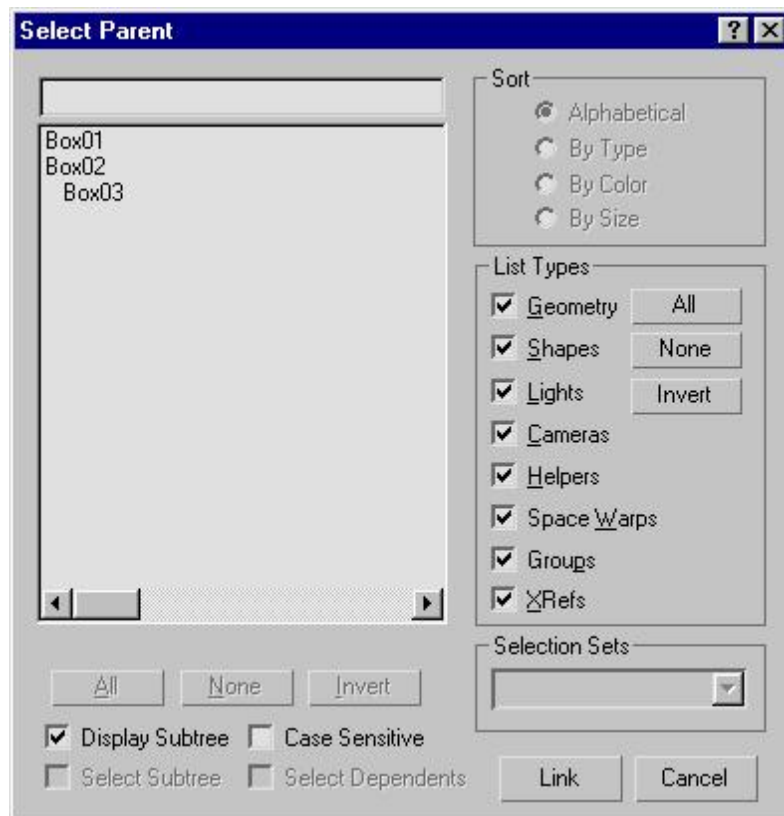 Select Parent
Box01
Box02
Box03
All None Invert
Display Subtree Case Sensitive
Select Subtree Select Dependents
Sort
Alphabetical
By Type
By Color
By Size
List Types
Geometry All
Shapes None
Lights Invert
Cameras
Helpers
Space Warps
Groups
XRefs
Selection Sets
Link Cancel